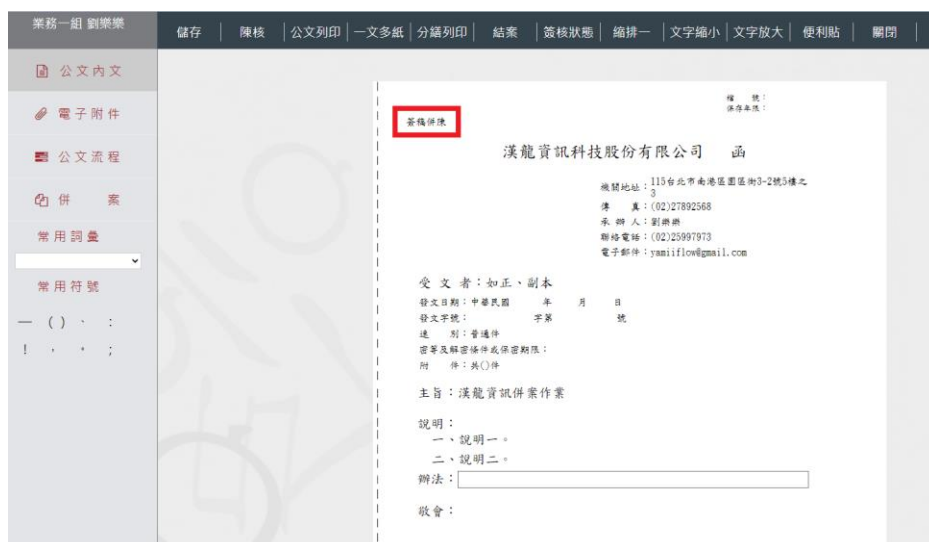 業務一組 劉樂樂
儲存 陳核 公文列印 一文多紙 分繕列印 結案 簽核狀態 縮排一 文字縮小 文字放大 便利貼 關閉
公文內文
電子附件
公文流程
併 案
常用詞彙
常用符號
— () 、 :
! , 。 ;
檔 號:
保存年限:
簽稿併陳
漢龍資訊科技股份有限公司 函
機關地址:115台北市南港區園區街3-2號5樓之
3
傳 真:(02)27892568
承 辦 人:劉樂樂
聯絡電話:(02)25997973
電子郵件:yamiiflow@gmail.com
受 文 者:如正、副本
發文日期:中華民國 年 月 日
發文字號: 字第 號
速 別:普通件
密等及解密條件或保密期限:
附 件:共()件
主旨:漢龍資訊併案作業
說明:
一、說明一。
二、說明二。
辦法:
敬會: